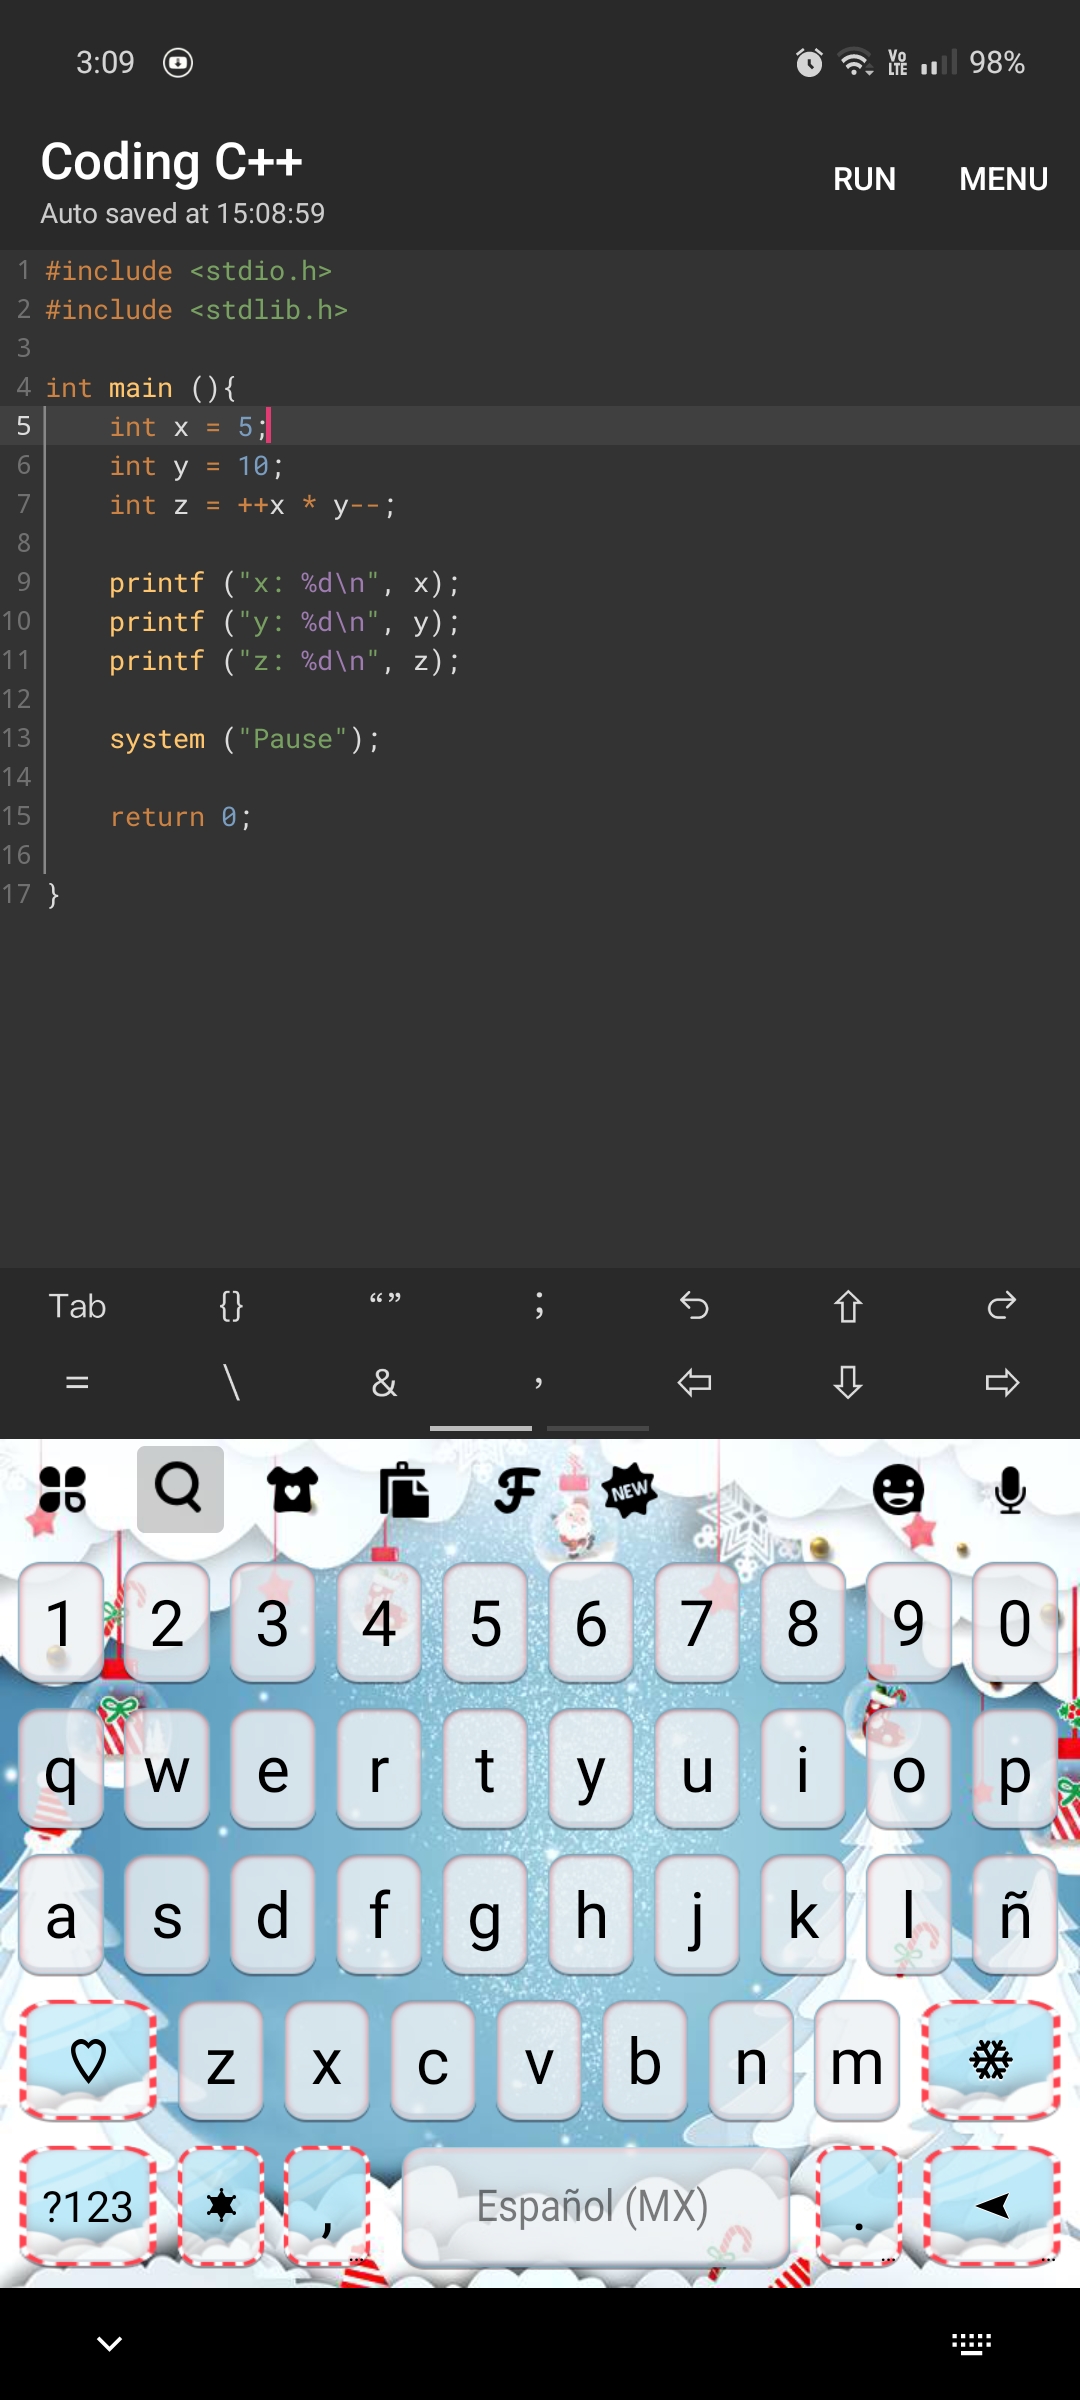 3:09 Vo LTE 98%
Coding C++
RUN MENU
Auto saved at 15:08:59
1 #include <stdio.h>
2 #include <stdlib.h>
3
4 int main (){
5     int x = 5;
6     int y = 10;
7     int z = ++x * y--;
8
9     printf ("x: %d\n", x);
10     printf ("y: %d\n", y);
11     printf ("z: %d\n", z);
12
13     system ("Pause");
14
15     return 0;
16
17 }
Tab {} “” ;
= \ & ,
F NEW
1 2 3 4 5 6 7 8 9 0
q w e r t y u i o p
a s d f g h j k l ñ
z x c v b n m
?123 , Español (MX) .